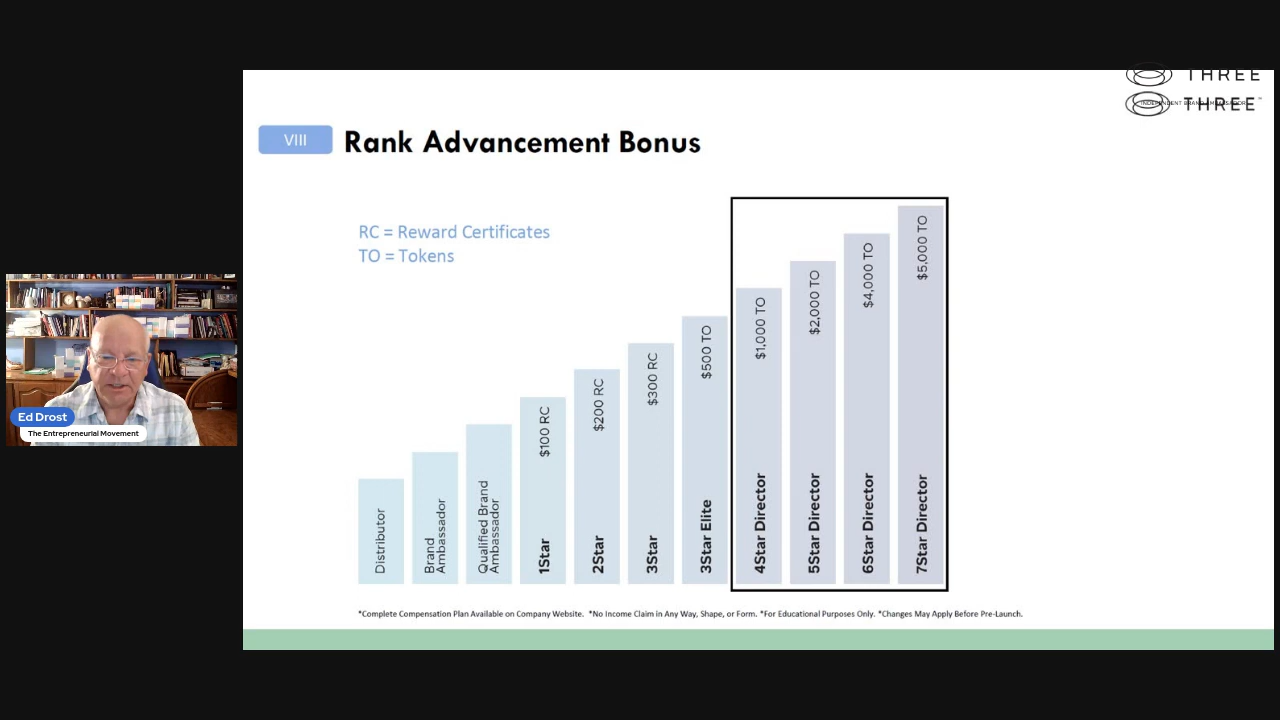 THREE
INDEPENDENT BRAND AMBASSADOR
THREE™
VIII
Rank Advancement Bonus
RC = Reward Certificates
TO = Tokens
Distributor
Brand
Ambassador
Qualified Brand
Ambassador
$100 RC
1Star
$200 RC
2Star
$300 RC
3Star
$500 TO
3Star Elite
$1,000 TO
4Star Director
$2,000 TO
5Star Director
$4,000 TO
6Star Director
$5,000 TO
7Star Director
*Complete Compensation Plan Available on Company Website. *No Income Claim in Any Way, Shape, or Form. *For Educational Purposes Only. *Changes May Apply Before Pre-Launch.
Ed Drost
The Entrepreneurial Movement